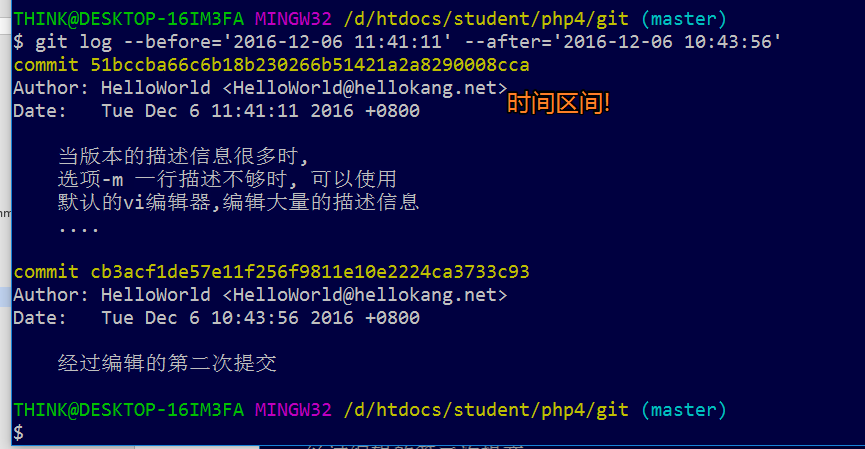 THINK@DESKTOP-16IM3FA MINGW32 /d/htdocs/student/php4/git (master)
$ git log --before='2016-12-06 11:41:11' --after='2016-12-06 10:43:56'
commit 51bccba66c6b18b230266b51421a2a8290008cca
Author: HelloWorld <HelloWorld@hellokang.net>
时间区间!
Date:   Tue Dec 6 11:41:11 2016 +0800
当版本的描述信息很多时,
选项-m 一行描述不够时, 可以使用
默认的vi编辑器,编辑大量的描述信息
....
commit cb3acf1de57e11f256f9811e10e2224ca3733c93
Author: HelloWorld <HelloWorld@hellokang.net>
Date:   Tue Dec 6 10:43:56 2016 +0800
经过编辑的第二次提交
THINK@DESKTOP-16IM3FA MINGW32 /d/htdocs/student/php4/git (master)
$